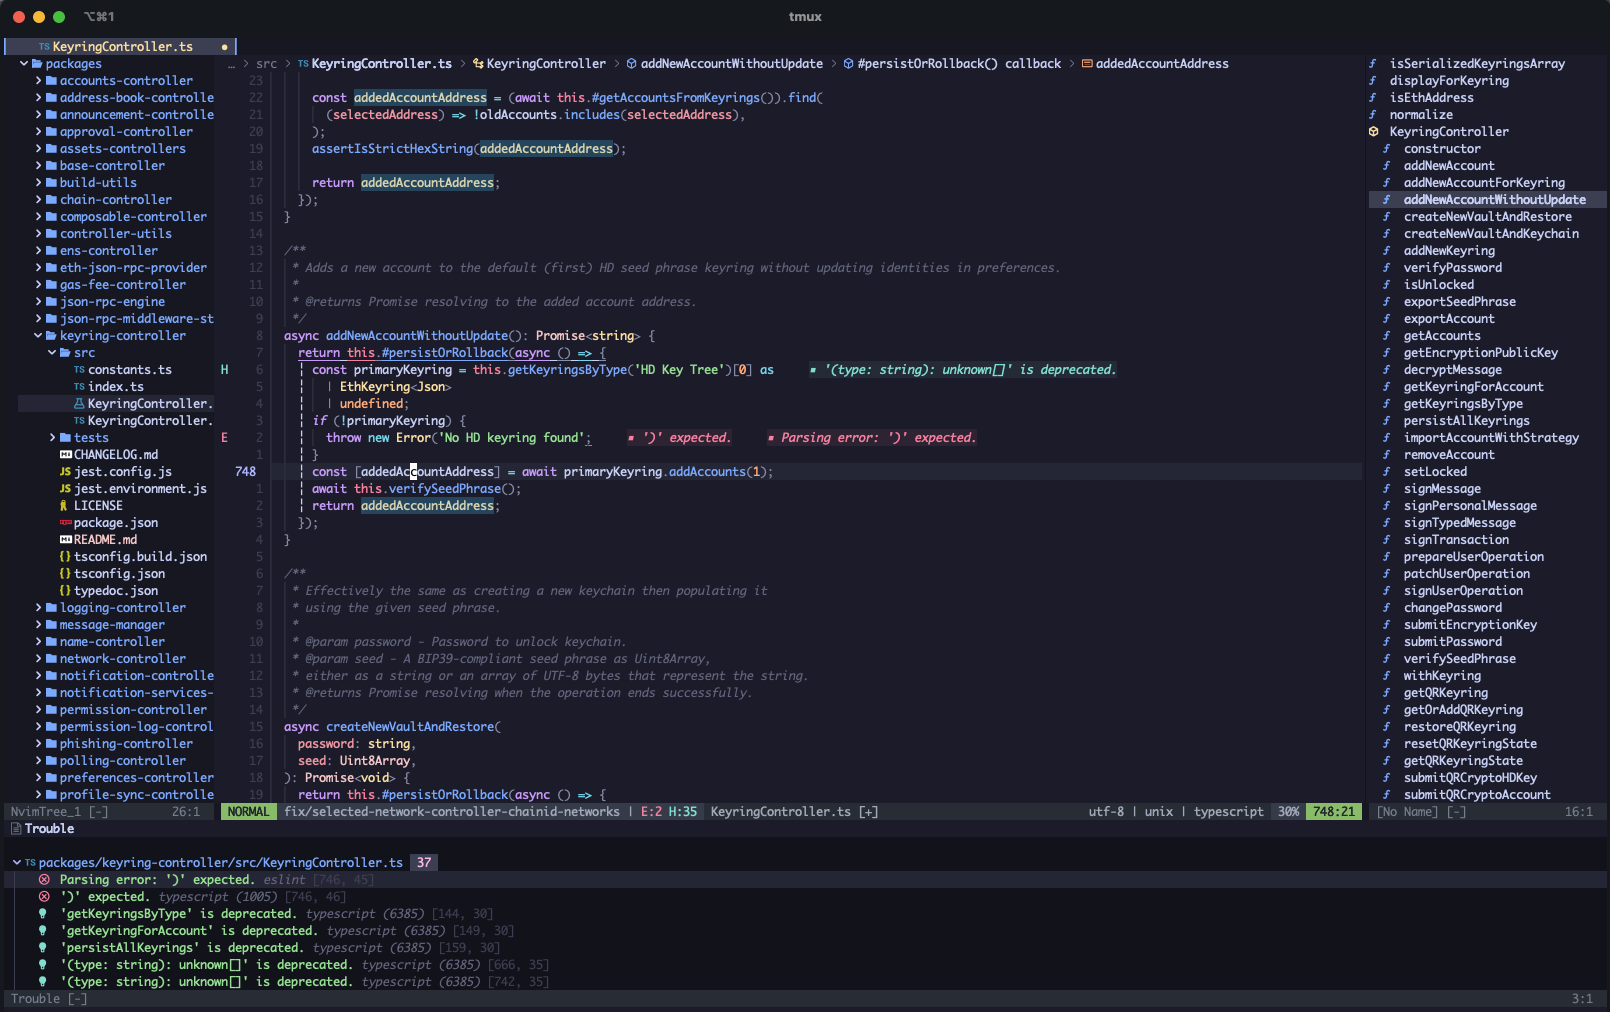 ⌥⌘1
tmux
TS KeyringController.ts ●
packages
accounts-controller
address-book-controlle
announcement-controlle
approval-controller
assets-controllers
base-controller
build-utils
chain-controller
composable-controller
controller-utils
ens-controller
eth-json-rpc-provider
gas-fee-controller
json-rpc-engine
json-rpc-middleware-st
keyring-controller
src
TS constants.ts
TS index.ts
KeyringController.
TS KeyringController.
tests
CHANGELOG.md
JS jest.config.js
JS jest.environment.js
LICENSE
package.json
README.md
{} tsconfig.build.json
{} tsconfig.json
{} typedoc.json
logging-controller
message-manager
name-controller
network-controller
notification-controlle
notification-services-
permission-controller
permission-log-control
phishing-controller
polling-controller
preferences-controller
profile-sync-controlle
NvimTree_1 [-] 26:1
… > src > TS KeyringController.ts > KeyringController > addNewAccountWithoutUpdate > #persistOrRollback() callback > addedAccountAddress
23
22 const addedAccountAddress = (await this.#getAccountsFromKeyrings()).find(
21 (selectedAddress) => !oldAccounts.includes(selectedAddress),
20 );
19 assertIsStrictHexString(addedAccountAddress);
18
17 return addedAccountAddress;
16 });
15 }
14
13 /**
12 * Adds a new account to the default (first) HD seed phrase keyring without updating identities in preferences.
11 *
10 * @returns Promise resolving to the added account address.
9 */
8 async addNewAccountWithoutUpdate(): Promise<string> {
7 return this.#persistOrRollback(async () => {
H 6 const primaryKeyring = this.getKeyringsByType('HD Key Tree')[0] as ▪ '(type: string): unknown[]' is deprecated.
5 | EthKeyring<Json>
4 | undefined;
3 if (!primaryKeyring) {
E 2 throw new Error('No HD keyring found'; ▪ ')' expected. ▪ Parsing error: ')' expected.
1 }
748 const [addedAccountAddress] = await primaryKeyring.addAccounts(1);
1 await this.verifySeedPhrase();
2 return addedAccountAddress;
3 });
4 }
5
6 /**
7 * Effectively the same as creating a new keychain then populating it
8 * using the given seed phrase.
9 *
10 * @param password - Password to unlock keychain.
11 * @param seed - A BIP39-compliant seed phrase as Uint8Array,
12 * either as a string or an array of UTF-8 bytes that represent the string.
13 * @returns Promise resolving when the operation ends successfully.
14 */
15 async createNewVaultAndRestore(
16 password: string,
17 seed: Uint8Array,
18 ): Promise<void> {
19 return this.#persistOrRollback(async () => {
NORMAL fix/selected-network-controller-chainid-networks | E:2 H:35 KeyringController.ts [+] utf-8 | unix | typescript 30% 748:21
f isSerializedKeyringsArray
f displayForKeyring
f isEthAddress
f normalize
KeyringController
f constructor
f addNewAccount
f addNewAccountForKeyring
f addNewAccountWithoutUpdate
f createNewVaultAndRestore
f createNewVaultAndKeychain
f addNewKeyring
f verifyPassword
f isUnlocked
f exportSeedPhrase
f exportAccount
f getAccounts
f getEncryptionPublicKey
f decryptMessage
f getKeyringForAccount
f getKeyringsByType
f persistAllKeyrings
f importAccountWithStrategy
f removeAccount
f setLocked
f signMessage
f signPersonalMessage
f signTypedMessage
f signTransaction
f prepareUserOperation
f patchUserOperation
f signUserOperation
f changePassword
f submitEncryptionKey
f submitPassword
f verifySeedPhrase
f withKeyring
f getQRKeyring
f getOrAddQRKeyring
f restoreQRKeyring
f resetQRKeyringState
f getQRKeyringState
f submitQRCryptoHDKey
f submitQRCryptoAccount
[No Name] [-] 16:1
Trouble
TS packages/keyring-controller/src/KeyringController.ts 37
Parsing error: ')' expected. eslint [746, 45]
')' expected. typescript (1005) [746, 46]
'getKeyringsByType' is deprecated. typescript (6385) [144, 30]
'getKeyringForAccount' is deprecated. typescript (6385) [149, 30]
'persistAllKeyrings' is deprecated. typescript (6385) [159, 30]
'(type: string): unknown[]' is deprecated. typescript (6385) [666, 35]
'(type: string): unknown[]' is deprecated. typescript (6385) [742, 35]
Trouble [-] 3:1